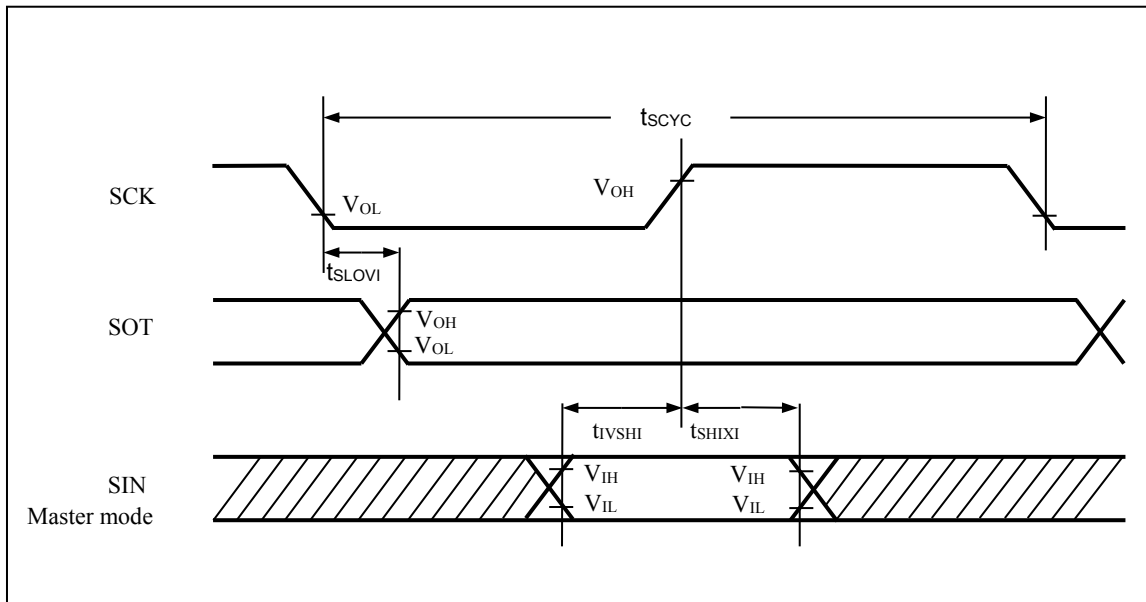 tSCYC
SCK
VOL
VOH
tSLOVI
SOT
VOH
VOL
tIVSHI
tSHIXI
SIN
Master mode
VIH
VIH
VIL
VIL